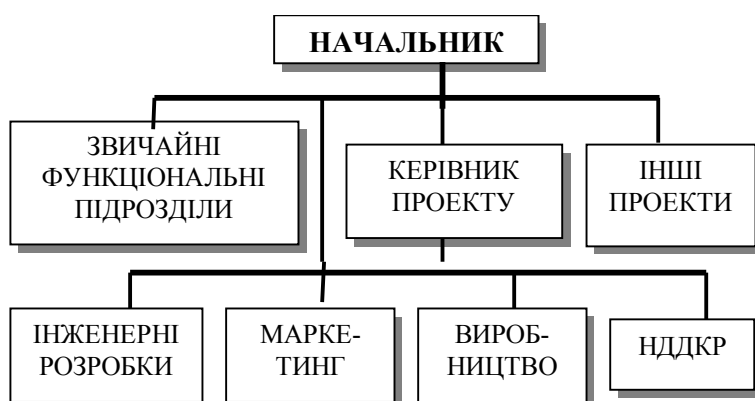 НАЧАЛЬНИК
ЗВИЧАЙНІ
ФУНКЦІОНАЛЬНІ
ПІДРОЗДІЛИ
КЕРІВНИК
ПРОЕКТУ
ІНШІ
ПРОЕКТИ
ІНЖЕНЕРНІ
РОЗРОБКИ
МАРКЕ-
ТИНГ
ВИРОБ-
НИЦТВО
НДДКР